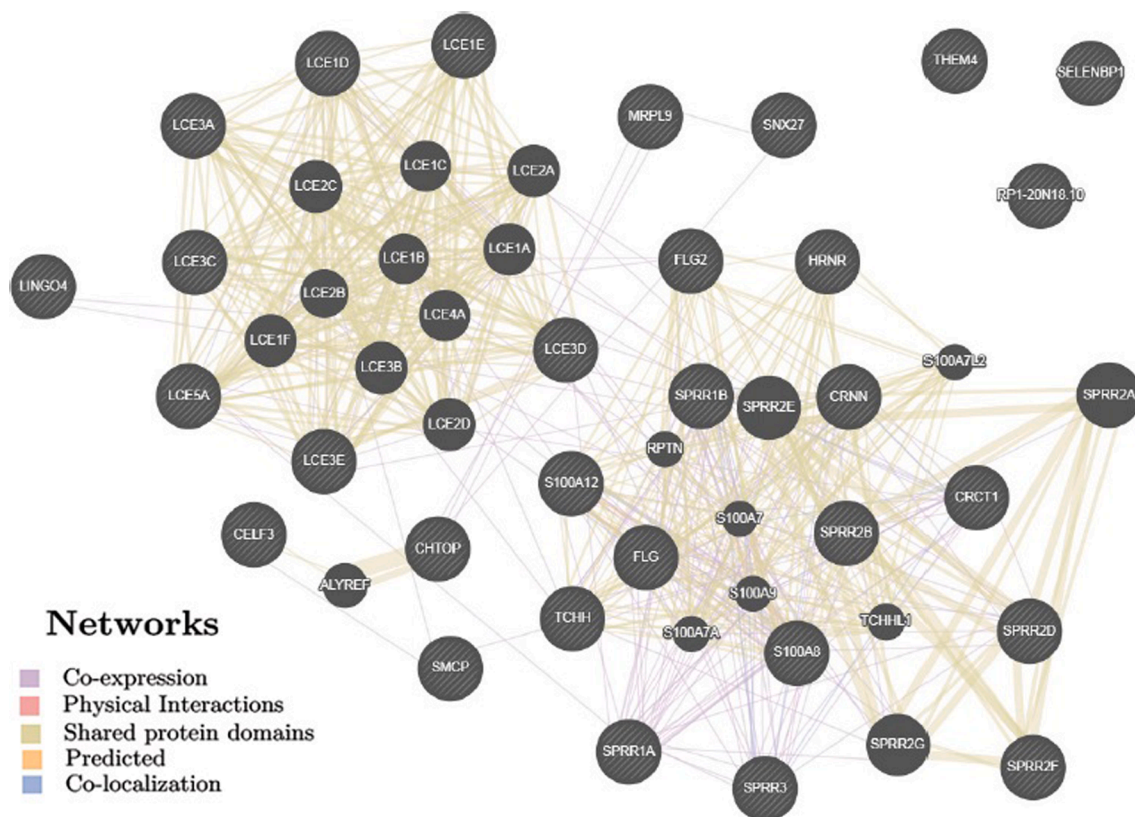 LCE1E
LCE1D
THEM4
SELENBP1
LCE3A
MRPL9
SNX27
LCE1C
LCE2A
LCE2C
RP1-20N18.10
LCE1A
LCE1B
LCE3C
FLG2
HRNR
LINGO4
LCE2B
LCE4A
LCE1F
LCE3D
S100A7L2
LCE3B
LCE5A
SPRR1B
SPRR2E
CRNN
SPRR2A
LCE2D
RPTN
LCE3E
S100A12
CRCT1
S100A7
SPRR2B
CELF3
CHTOP
FLG
ALYREF
S100A9
TCHH
TCHHL1
S100A7A
SPRR2D
S100A8
SMCP
SPRR1A
SPRR2G
SPRR2F
SPRR3
Networks
Co-expression
Physical Interactions
Shared protein domains
Predicted
Co-localization